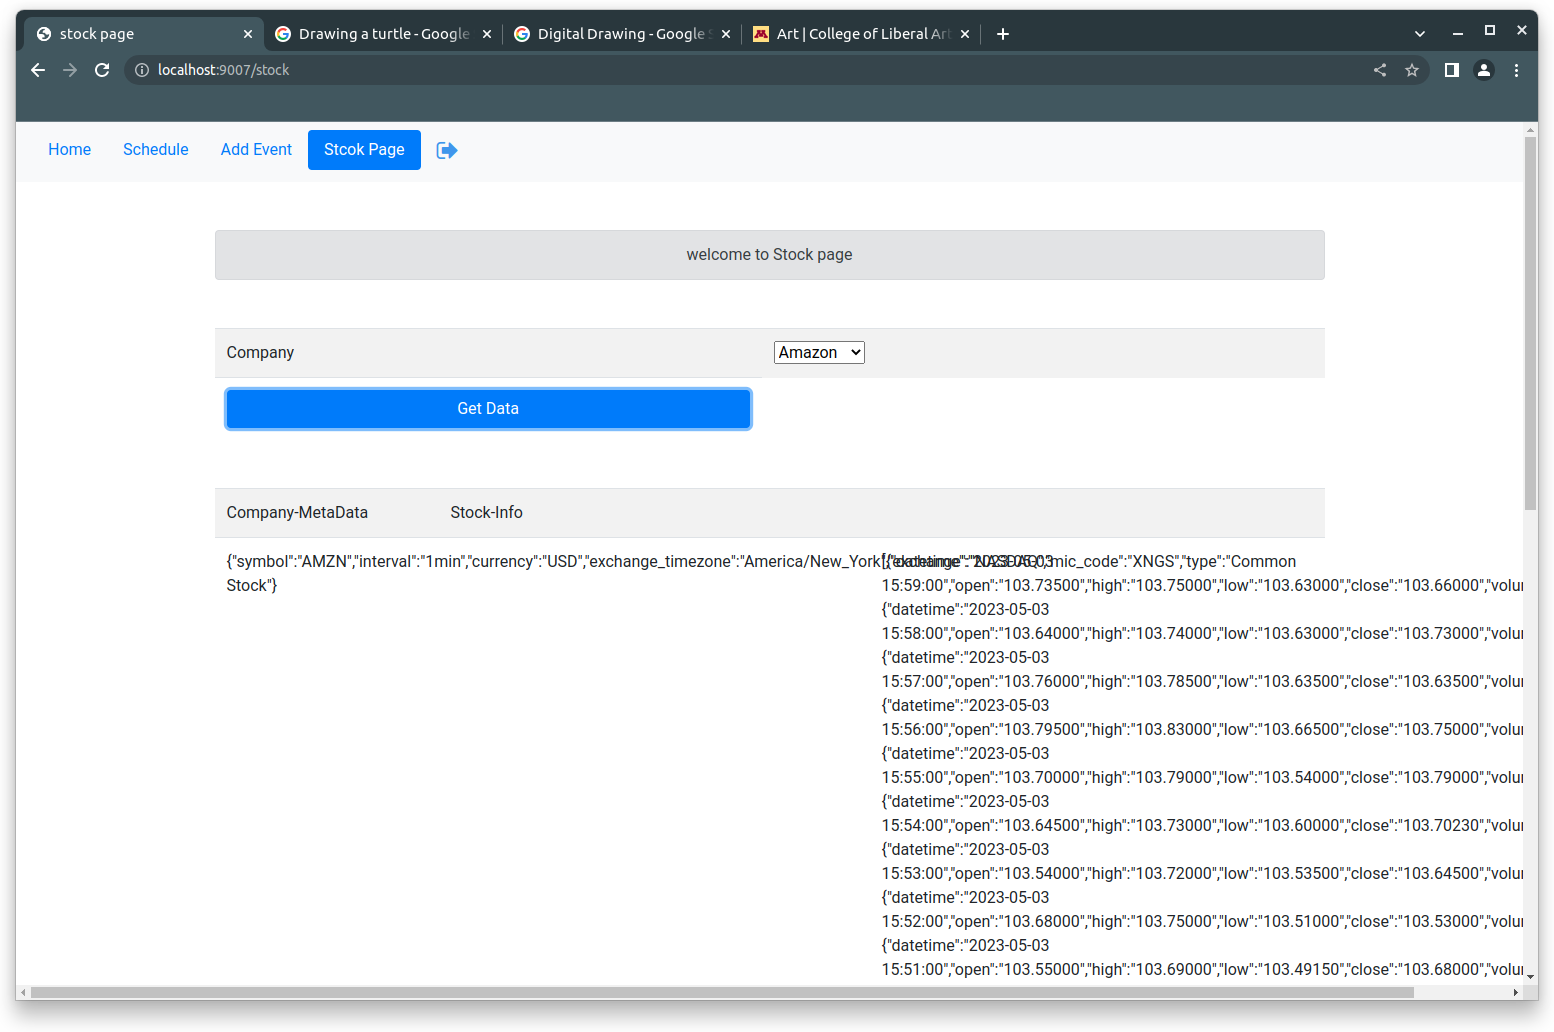 stock page
Drawing a turtle - Google
Digital Drawing - Google S
Art | College of Liberal Art
localhost:9007/stock
Home
Schedule
Add Event
Stcok Page
welcome to Stock page
Company
Amazon
Get Data
Company-MetaData
Stock-Info
{"symbol":"AMZN","interval":"1min","currency":"USD","exchange_timezone":"America/New_York","exchange":"NASDAQ","mic_code":"XNGS","type":"Common
Stock"}
[{"datetime":"2023-05-03
15:59:00","open":"103.73500","high":"103.75000","low":"103.63000","close":"103.66000","volu
{"datetime":"2023-05-03
15:58:00","open":"103.64000","high":"103.74000","low":"103.63000","close":"103.73000","volu
{"datetime":"2023-05-03
15:57:00","open":"103.76000","high":"103.78500","low":"103.63500","close":"103.63500","volu
{"datetime":"2023-05-03
15:56:00","open":"103.79500","high":"103.83000","low":"103.66500","close":"103.75000","volu
{"datetime":"2023-05-03
15:55:00","open":"103.70000","high":"103.79000","low":"103.54000","close":"103.79000","volu
{"datetime":"2023-05-03
15:54:00","open":"103.64500","high":"103.73000","low":"103.60000","close":"103.70230","volu
{"datetime":"2023-05-03
15:53:00","open":"103.54000","high":"103.72000","low":"103.53500","close":"103.64500","volu
{"datetime":"2023-05-03
15:52:00","open":"103.68000","high":"103.75000","low":"103.51000","close":"103.53000","volu
{"datetime":"2023-05-03
15:51:00","open":"103.55000","high":"103.69000","low":"103.49150","close":"103.68000","volu